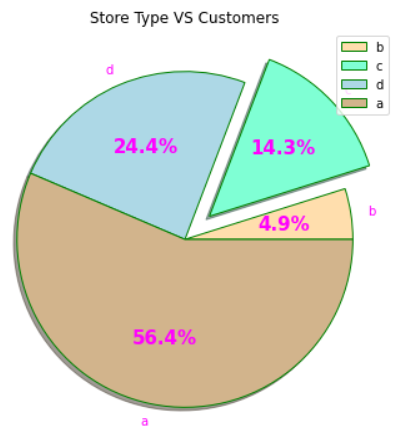 Store Type VS Customers
b
c
d
a
d
24.4%
14.3%
b
4.9%
56.4%
a